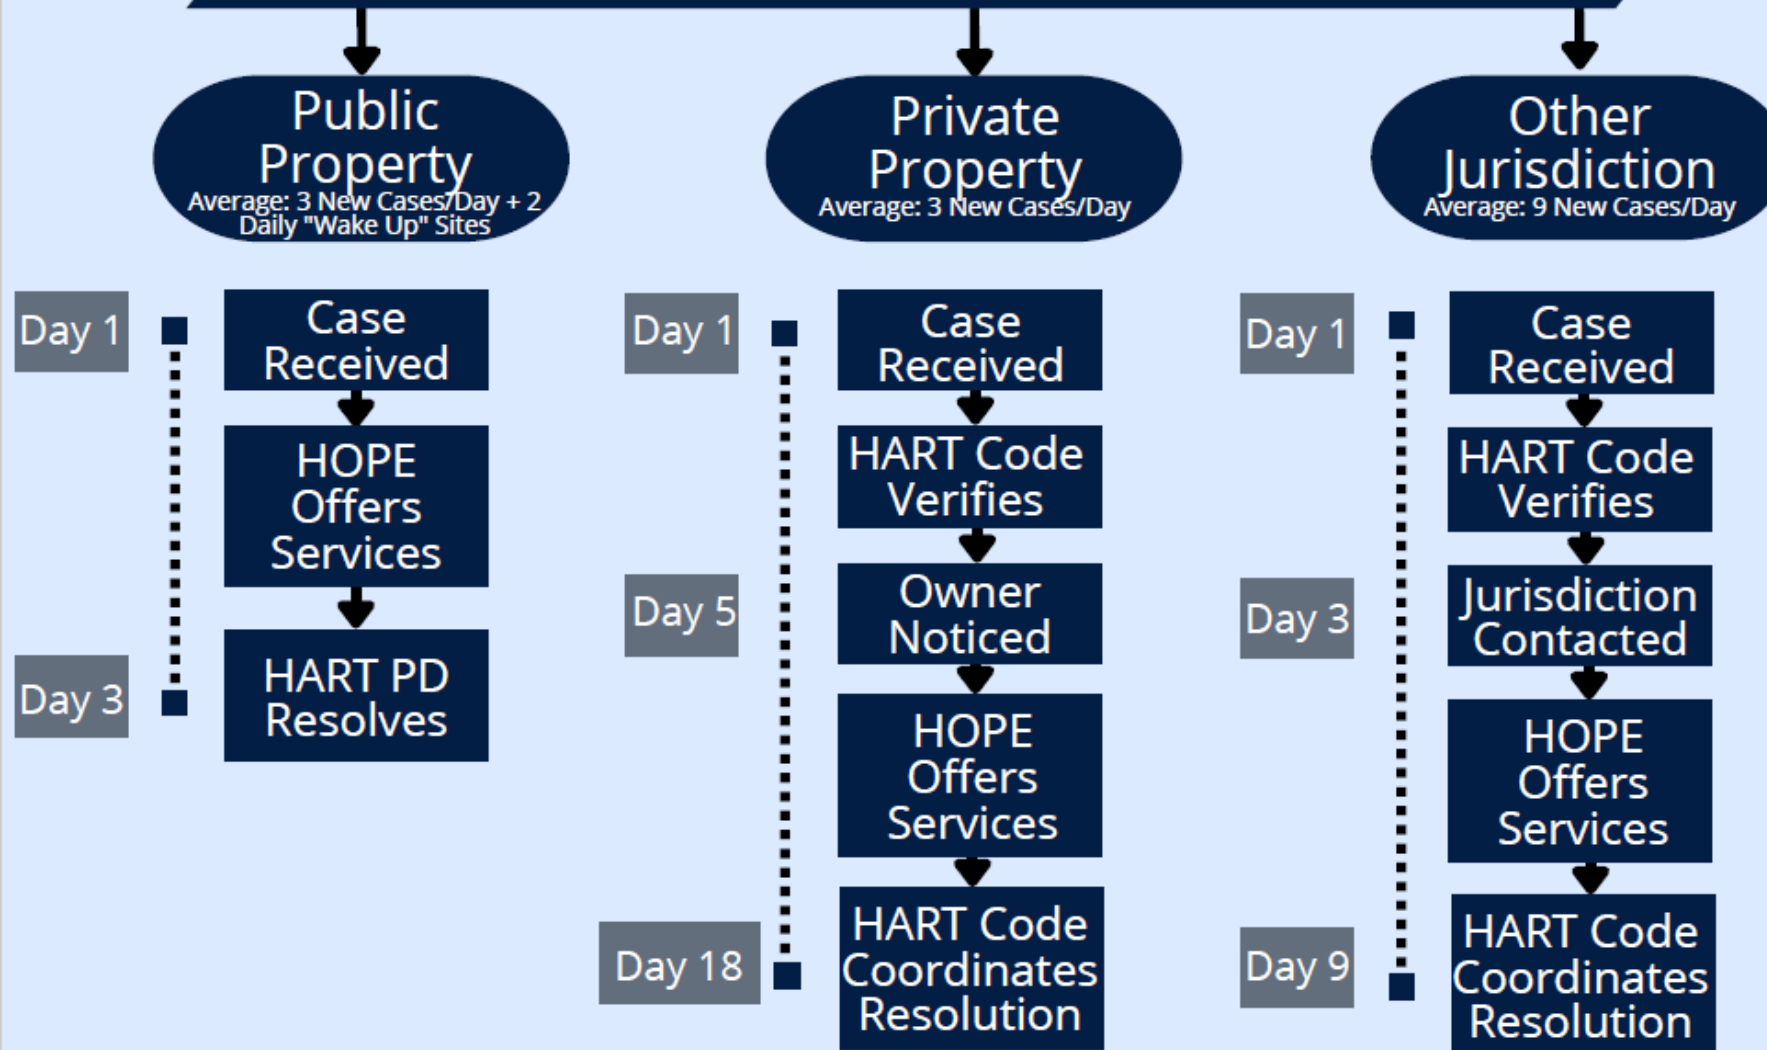 Public
Property
Average: 3 New Cases/Day + 2
Daily "Wake Up" Sites
Day 1
Case
Received
HOPE
Offers
Services
Day 3
HART PD
Resolves
Private
Property
Average: 3 New Cases/Day
Day 1
Case
Received
HART Code
Verifies
Day 5
Owner
Noticed
HOPE
Offers
Services
Day 18
HART Code
Coordinates
Resolution
Other
Jurisdiction
Average: 9 New Cases/Day
Day 1
Case
Received
HART Code
Verifies
Day 3
Jurisdiction
Contacted
HOPE
Offers
Services
Day 9
HART Code
Coordinates
Resolution